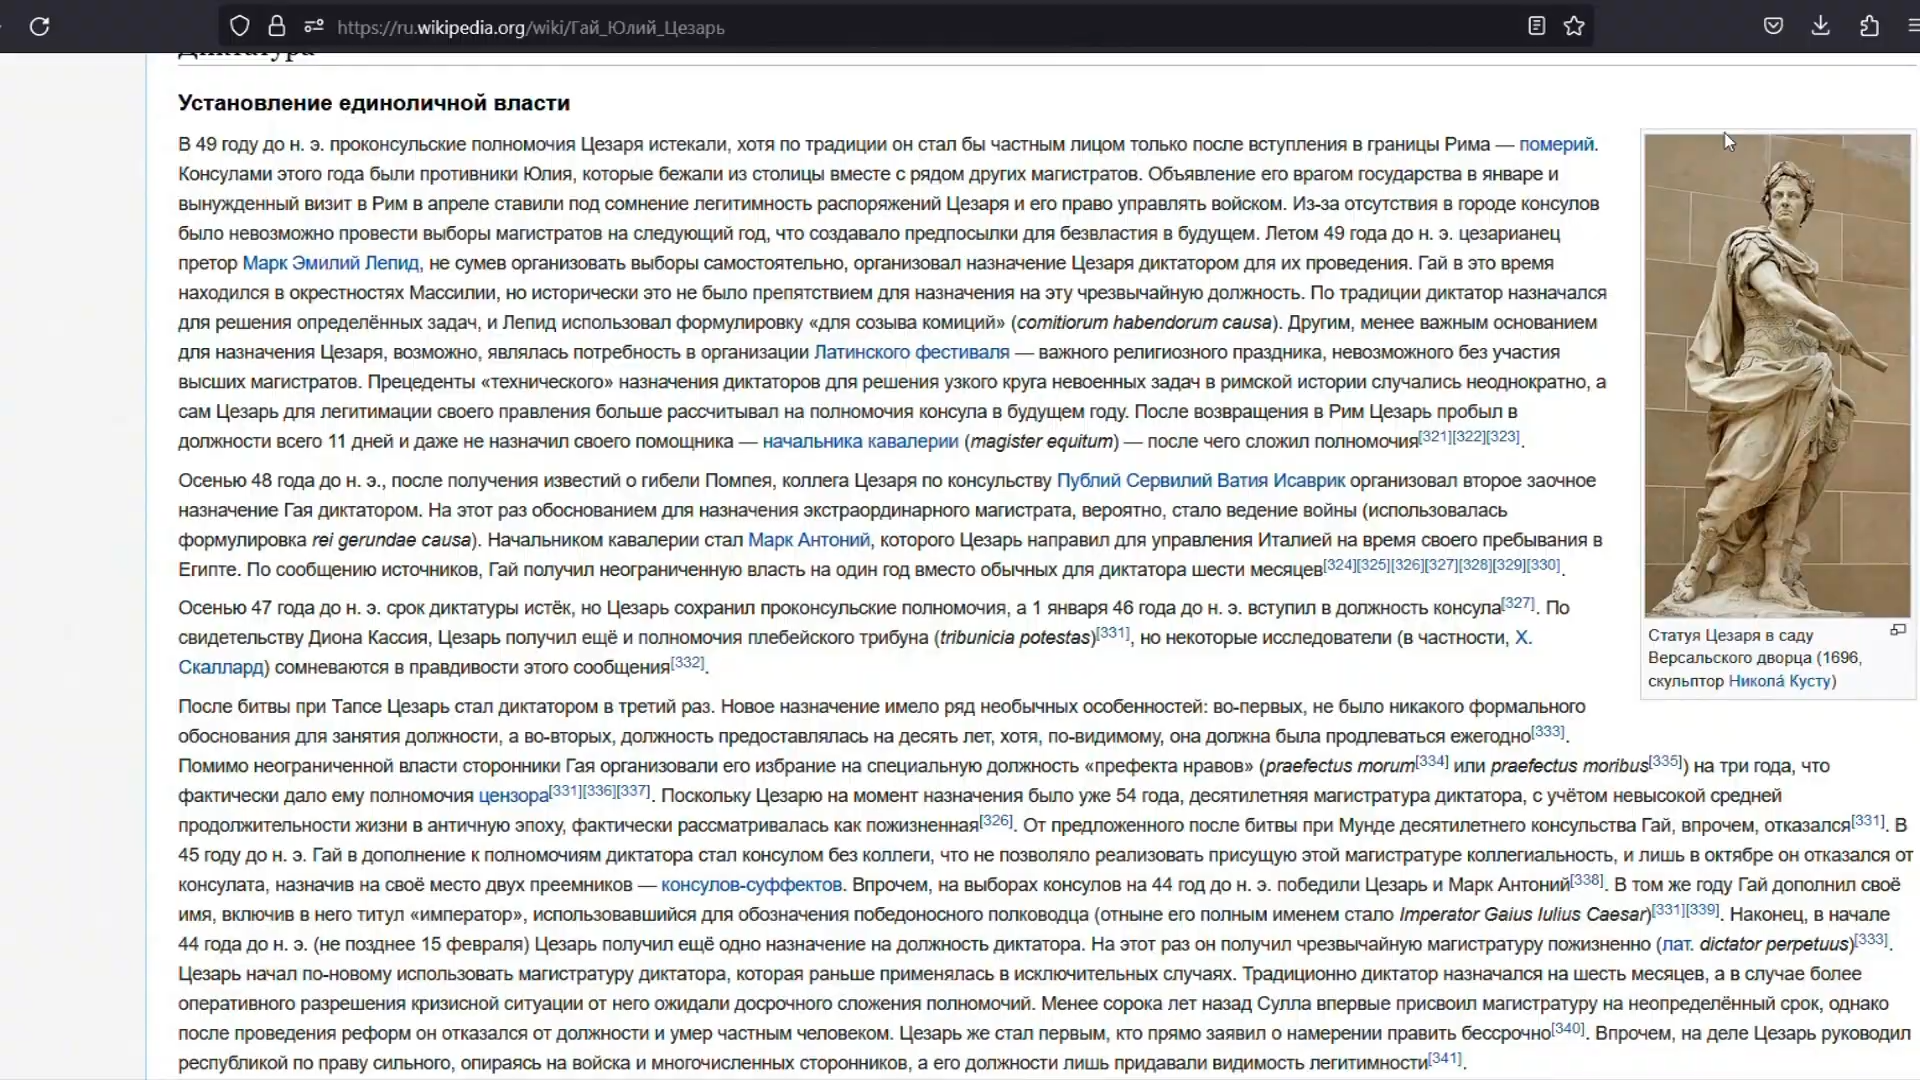 https://ru.wikipedia.org/wiki/Гай_Юлий_Цезарь
Диктатура
Установление единоличной власти
В 49 году до н. э. проконсульские полномочия Цезаря истекали, хотя по традиции он стал бы частным лицом только после вступления в границы Рима — померий.
Консулами этого года были противники Юлия, которые бежали из столицы вместе с рядом других магистратов. Объявление его врагом государства в январе и
вынужденный визит в Рим в апреле ставили под сомнение легитимность распоряжений Цезаря и его право управлять войском. Из-за отсутствия в городе консулов
было невозможно провести выборы магистратов на следующий год, что создавало предпосылки для безвластия в будущем. Летом 49 года до н. э. цезарианец
претор Марк Эмилий Лепид, не сумев организовать выборы самостоятельно, организовал назначение Цезаря диктатором для их проведения. Гай в это время
находился в окрестностях Массилии, но исторически это не было препятствием для назначения на эту чрезвычайную должность. По традиции диктатор назначался
для решения определённых задач, и Лепид использовал формулировку «для созыва комиций» (comitiorum habendorum causa). Другим, менее важным основанием
для назначения Цезаря, возможно, являлась потребность в организации Латинского фестиваля — важного религиозного праздника, невозможного без участия
высших магистратов. Прецеденты «технического» назначения диктаторов для решения узкого круга невоенных задач в римской истории случались неоднократно, а
сам Цезарь для легитимации своего правления больше рассчитывал на полномочия консула в будущем году. После возвращения в Рим Цезарь пробыл в
должности всего 11 дней и даже не назначил своего помощника — начальника кавалерии (magister equitum) — после чего сложил полномочия[321][322][323].
Осенью 48 года до н. э., после получения известий о гибели Помпея, коллега Цезаря по консульству Публий Сервилий Ватия Исаврик организовал второе заочное
назначение Гая диктатором. На этот раз обоснованием для назначения экстраординарного магистрата, вероятно, стало ведение войны (использовалась
формулировка rei gerundae causa). Начальником кавалерии стал Марк Антоний, которого Цезарь направил для управления Италией на время своего пребывания в
Египте. По сообщению источников, Гай получил неограниченную власть на один год вместо обычных для диктатора шести месяцев[324][325][326][327][328][329][330].
Осенью 47 года до н. э. срок диктатуры истёк, но Цезарь сохранил проконсульские полномочия, а 1 января 46 года до н. э. вступил в должность консула[327]. По
свидетельству Диона Кассия, Цезарь получил ещё и полномочия плебейского трибуна (tribunicia potestas)[331], но некоторые исследователи (в частности, Х.
Скаллард) сомневаются в правдивости этого сообщения[332].
Статуя Цезаря в саду
Версальского дворца (1696,
скульптор Никола́ Кусту)
После битвы при Тапсе Цезарь стал диктатором в третий раз. Новое назначение имело ряд необычных особенностей: во-первых, не было никакого формального
обоснования для занятия должности, а во-вторых, должность предоставлялась на десять лет, хотя, по-видимому, она должна была продлеваться ежегодно[333].
Помимо неограниченной власти сторонники Гая организовали его избрание на специальную должность «префекта нравов» (praefectus morum[334] или praefectus moribus[335]) на три года, что
фактически дало ему полномочия цензора[331][336][337]. Поскольку Цезарю на момент назначения было уже 54 года, десятилетняя магистратура диктатора, с учётом невысокой средней
продолжительности жизни в античную эпоху, фактически рассматривалась как пожизненная[326]. От предложенного после битвы при Мунде десятилетнего консульства Гай, впрочем, отказался[331]. В
45 году до н. э. Гай в дополнение к полномочиям диктатора стал консулом без коллеги, что не позволяло реализовать присущую этой магистратуре коллегиальность, и лишь в октябре он отказался от
консулата, назначив на своё место двух преемников — консулов-суффектов. Впрочем, на выборах консулов на 44 год до н. э. победили Цезарь и Марк Антоний[338]. В том же году Гай дополнил своё
имя, включив в него титул «император», использовавшийся для обозначения победоносного полководца (отныне его полным именем стало Imperator Gaius Iulius Caesar)[331][339]. Наконец, в начале
44 года до н. э. (не позднее 15 февраля) Цезарь получил ещё одно назначение на должность диктатора. На этот раз он получил чрезвычайную магистратуру пожизненно (лат. dictator perpetuus)[333].
Цезарь начал по-новому использовать магистратуру диктатора, которая раньше применялась в исключительных случаях. Традиционно диктатор назначался на шесть месяцев, а в случае более
оперативного разрешения кризисной ситуации от него ожидали досрочного сложения полномочий. Менее сорока лет назад Сулла впервые присвоил магистратуру на неопределённый срок, однако
после проведения реформ он отказался от должности и умер частным человеком. Цезарь же стал первым, кто прямо заявил о намерении править бессрочно[340]. Впрочем, на деле Цезарь руководил
республикой по праву сильного, опираясь на войска и многочисленных сторонников, а его должности лишь придавали видимость легитимности[341].